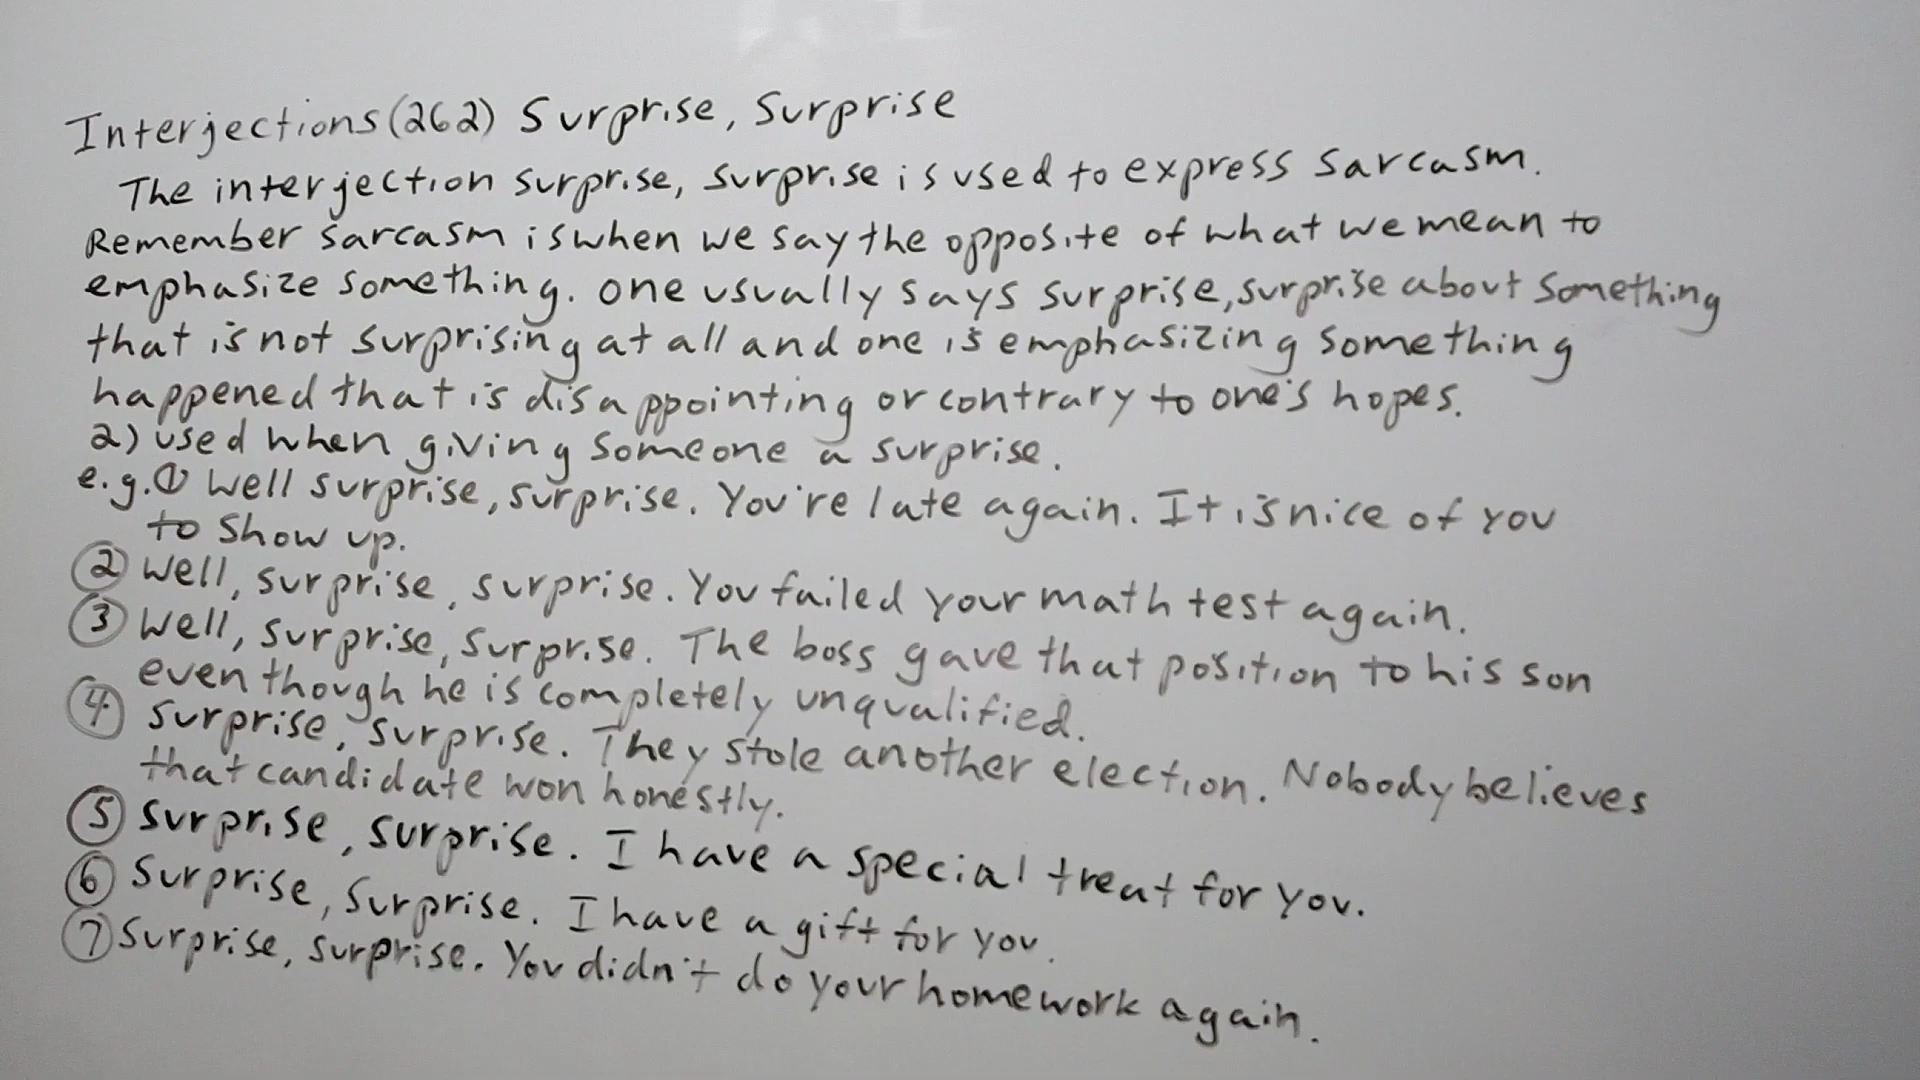 Interjections (262) Surprise, Surprise
The interjection surprise, surprise is used to express sarcasm.
Remember sarcasm is when we say the opposite of what we mean to
emphasize something. One usually says surprise, surprise about something
that is not surprising at all and one is emphasizing something
happened that is disappointing or contrary to one's hopes.
2) used when giving someone a surprise.
e.g. ① Well surprise, surprise. You're late again. It is nice of you
to show up.
② Well, surprise, surprise. You failed your math test again.
③ Well, surprise, surprise. The boss gave that position to his son
even though he is completely unqualified.
④ Surprise, surprise. They stole another election. Nobody believes
that candidate won honestly.
⑤ Surprise, surprise. I have a special treat for you.
⑥ Surprise, Surprise. I have a gift for you.
⑦ Surprise, surprise. You didn't do your homework again.